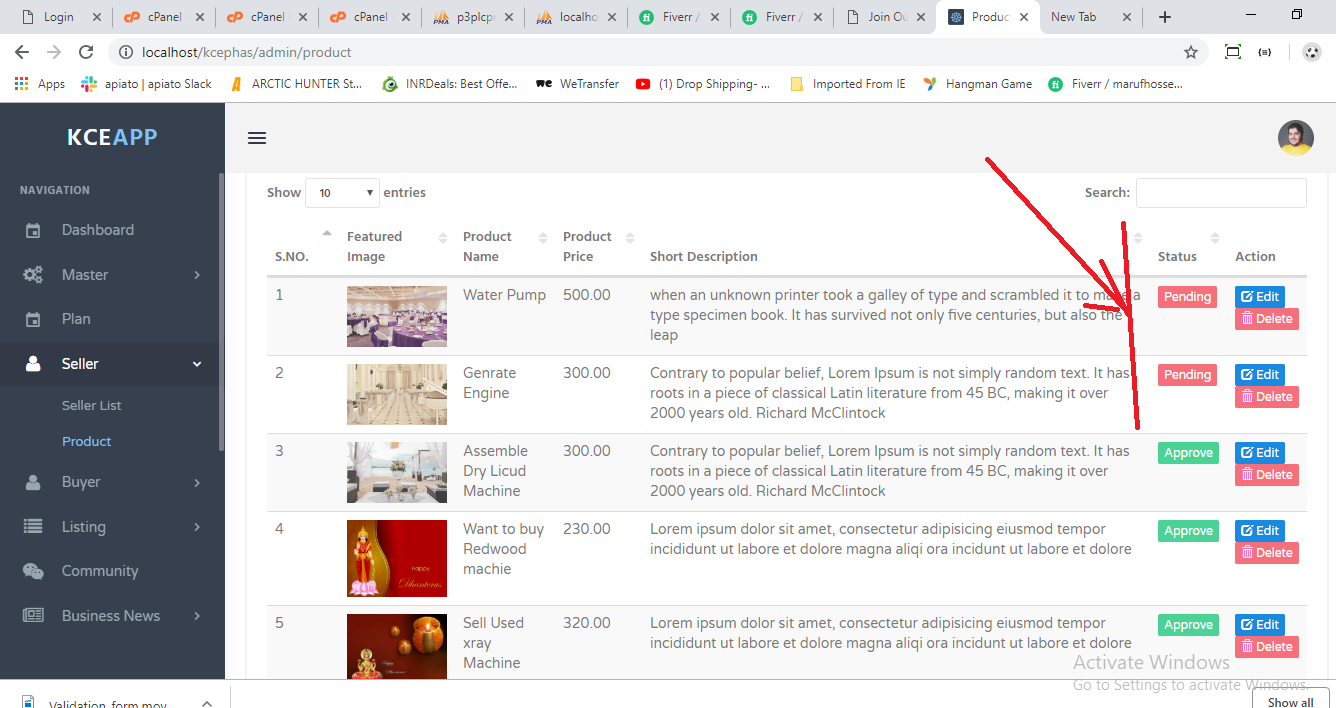 Login
cPanel
cPanel
cPanel
p3plcp
localho
Fiverr /
Fiverr /
Join Ou
Produc
New Tab
localhost/kcephas/admin/product
Apps
apiato | apiato Slack
ARCTIC HUNTER St...
INRDeals: Best Offe...
WeTransfer
(1) Drop Shipping- ...
Imported From IE
Hangman Game
Fiverr / marufhosse...
KCEAPP
NAVIGATION
Dashboard
Master
Plan
Seller
Seller List
Product
Buyer
Listing
Community
Business News
Show 10 entries
Search:
S.NO. Featured Image Product Name Product Price Short Description Status Action
1 Water Pump 500.00 when an unknown printer took a galley of type and scrambled it to make a Pending Edit
type specimen book. It has survived not only five centuries, but also the Delete
leap
2 Genrate 300.00 Contrary to popular belief, Lorem Ipsum is not simply random text. It has Pending Edit
Engine roots in a piece of classical Latin literature from 45 BC, making it over Delete
2000 years old. Richard McClintock
3 Assemble 300.00 Contrary to popular belief, Lorem Ipsum is not simply random text. It has Approve Edit
Dry Licud roots in a piece of classical Latin literature from 45 BC, making it over Delete
Machine 2000 years old. Richard McClintock
4 Want to buy 230.00 Lorem ipsum dolor sit amet, consectetur adipisicing eiusmod tempor Approve Edit
Redwood incididunt ut labore et dolore magna aliqi ora incidunt ut labore et dolore Delete
machie
Happy
Dhanteras
5 Sell Used 320.00 Lorem ipsum dolor sit amet, consectetur adipisicing eiusmod tempor Approve Edit
xray incididunt ut labore et dolore magna aliqi ora incidunt ut labore et dolore Delete
Machine
Activate Windows
Go to Settings to activate Windows.
Validation_form.mov
Show all